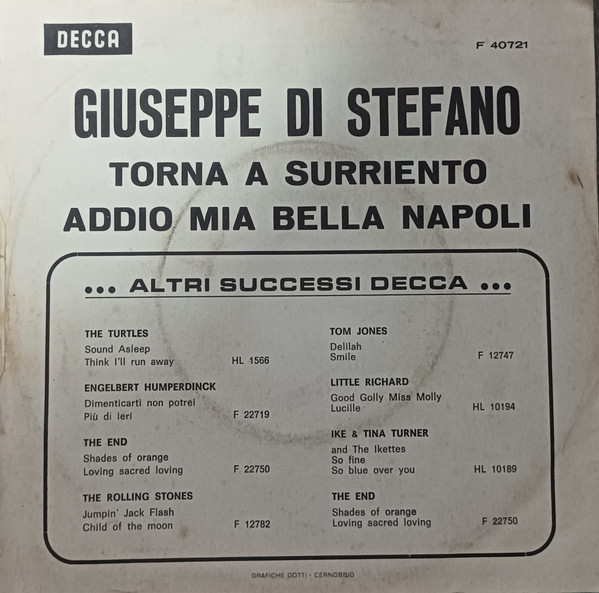 DECCA
F 40721
GIUSEPPE DI STEFANO
TORNA A SURRIENTO
ADDIO MIA BELLA NAPOLI
... ALTRI SUCCESSI DECCA ...
THE TURTLES
Sound Asleep
Think I'll run away HL 1566
ENGELBERT HUMPERDINCK
Dimenticarti non potrei
Più di ieri F 22719
THE END
Shades of orange
Loving sacred loving F 22750
THE ROLLING STONES
Jumpin' Jack Flash
Child of the moon F 12782
TOM JONES
Delilah
Smile F 12747
LITTLE RICHARD
Good Golly Miss Molly
Lucille HL 10194
IKE & TINA TURNER
and The Ikettes
So fine
So blue over you HL 10189
THE END
Shades of orange
Loving sacred loving F 22750
GRAFICHE DOTTI - CERNOBBIO